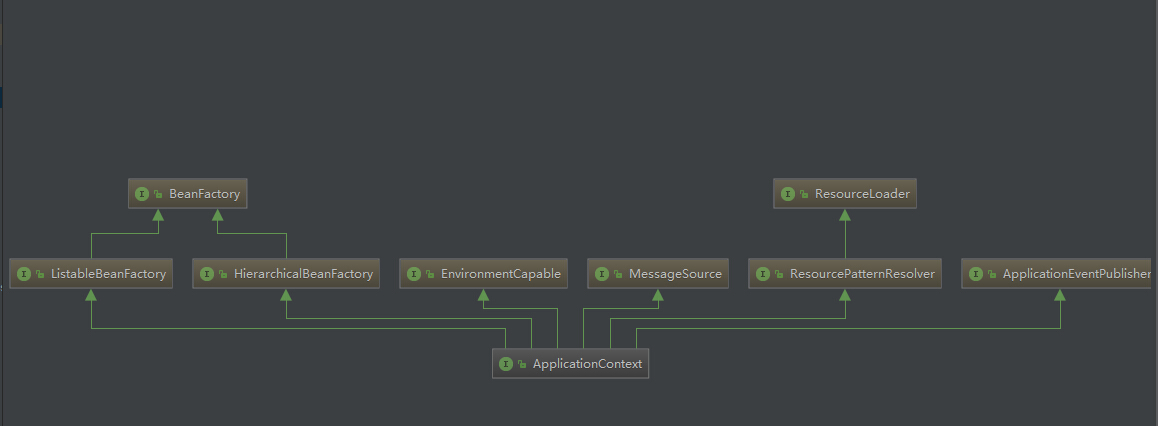 BeanFactory
ResourceLoader
ListableBeanFactory
HierarchicalBeanFactory
EnvironmentCapable
MessageSource
ResourcePatternResolver
ApplicationEventPublisher
ApplicationContext